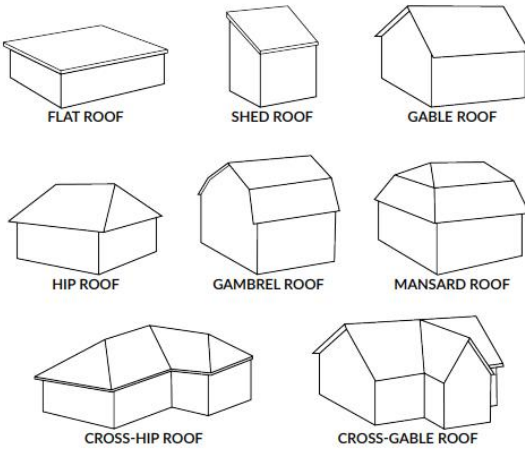 FLAT ROOF
SHED ROOF
GABLE ROOF
HIP ROOF
GAMBREL ROOF
MANSARD ROOF
CROSS-HIP ROOF
CROSS-GABLE ROOF